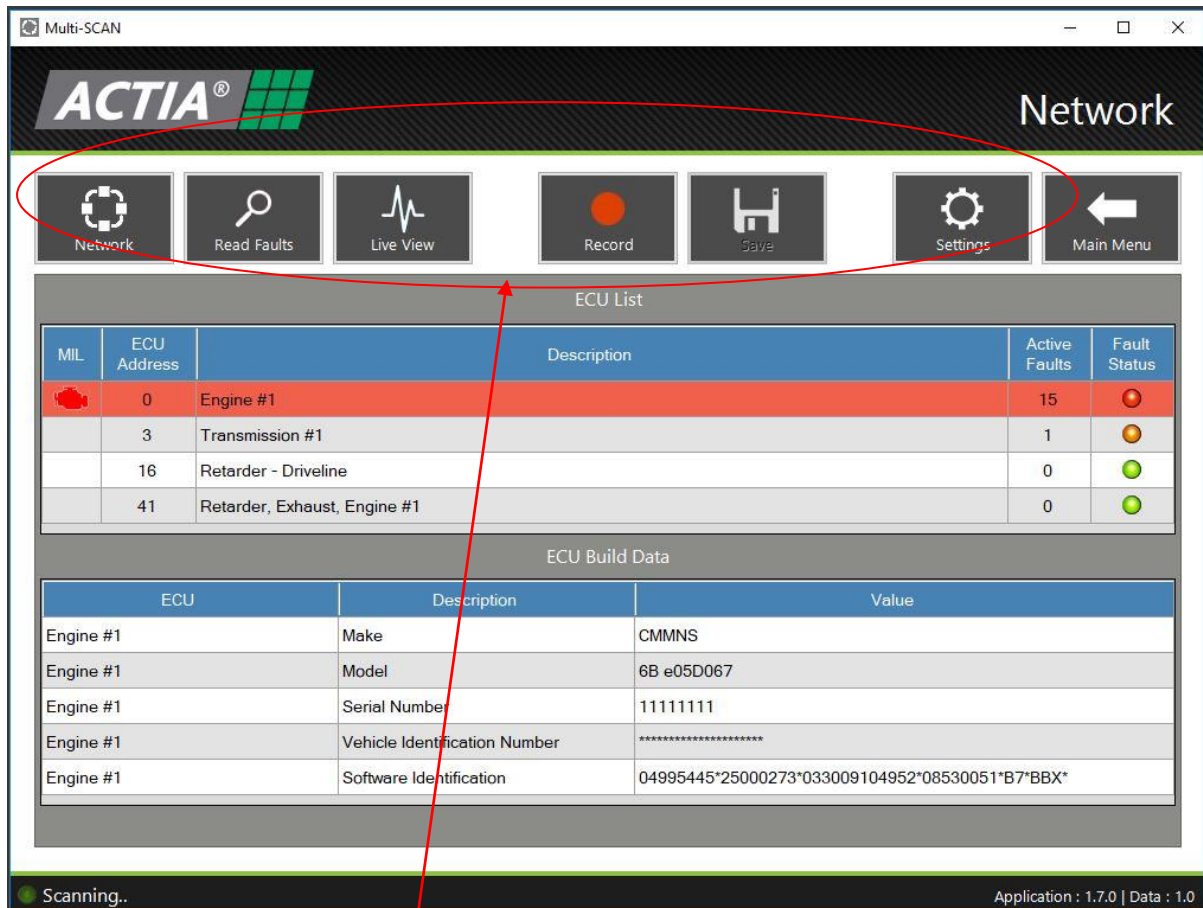 Multi-SCAN
ACTIA®
Network
Network Read Faults Live View Record Save Settings Main Menu
ECU List
MIL ECU Address Description Active Faults Fault Status
0 Engine #1 15
3 Transmission #1 1
16 Retarder - Driveline 0
41 Retarder, Exhaust, Engine #1 0
ECU Build Data
ECU Description Value
Engine #1 Make CMMNS
Engine #1 Model 6B e05D067
Engine #1 Serial Number 11111111
Engine #1 Vehicle Identification Number *********************
Engine #1 Software Identification 04995445*25000273*033009104952*08530051*B7*BBX*
Scanning.. Application : 1.7.0 | Data : 1.0